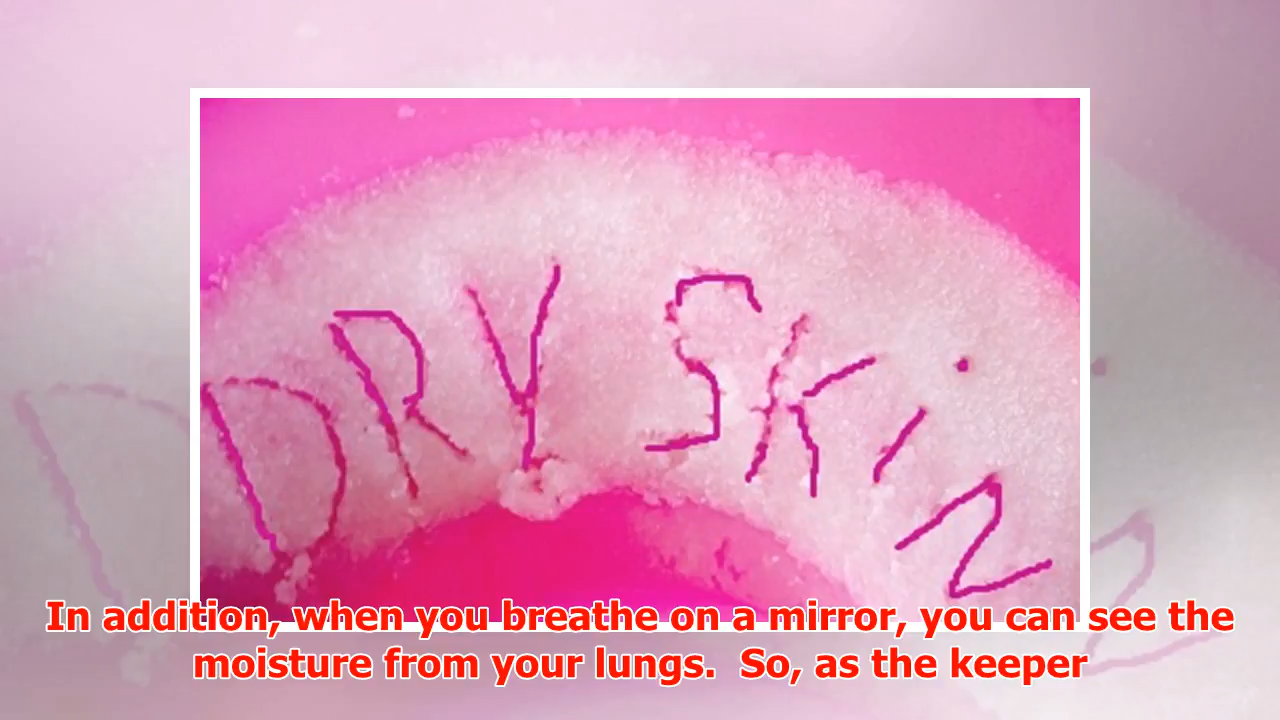 DRY SKiN
In addition, when you breathe on a mirror, you can see the
moisture from your lungs.  So, as the keeper